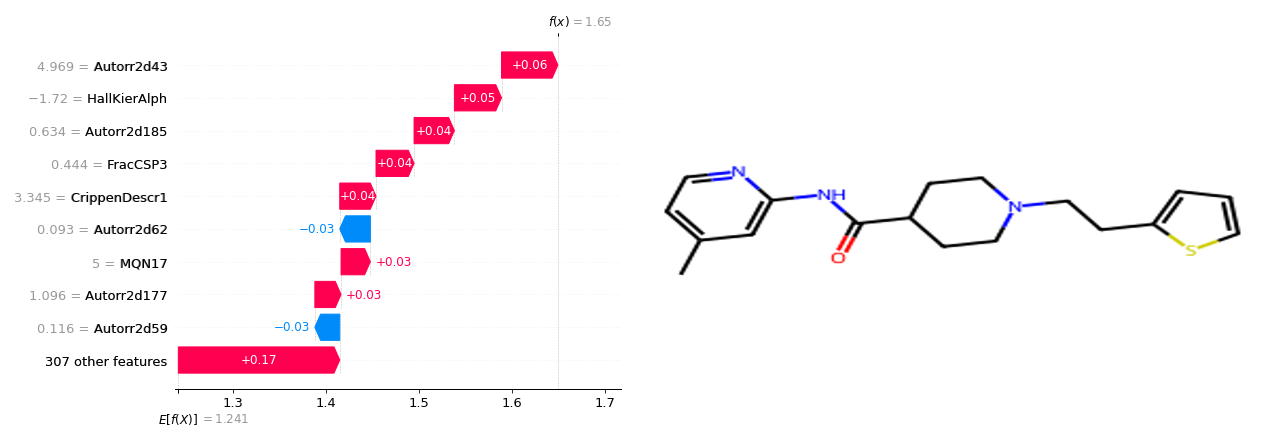 f(x) = 1.65
4.969 = Autorr2d43
+0.06
−1.72 = HallKierAlph
+0.05
0.634 = Autorr2d185
+0.04
0.444 = FracCSP3
+0.04
3.345 = CrippenDescr1
+0.04
0.093 = Autorr2d62
−0.03
5 = MQN17
+0.03
1.096 = Autorr2d177
+0.03
0.116 = Autorr2d59
−0.03
307 other features
+0.17
1.3 1.4 1.5 1.6 1.7
E[f(X)] = 1.241
N
NH
O
N
S